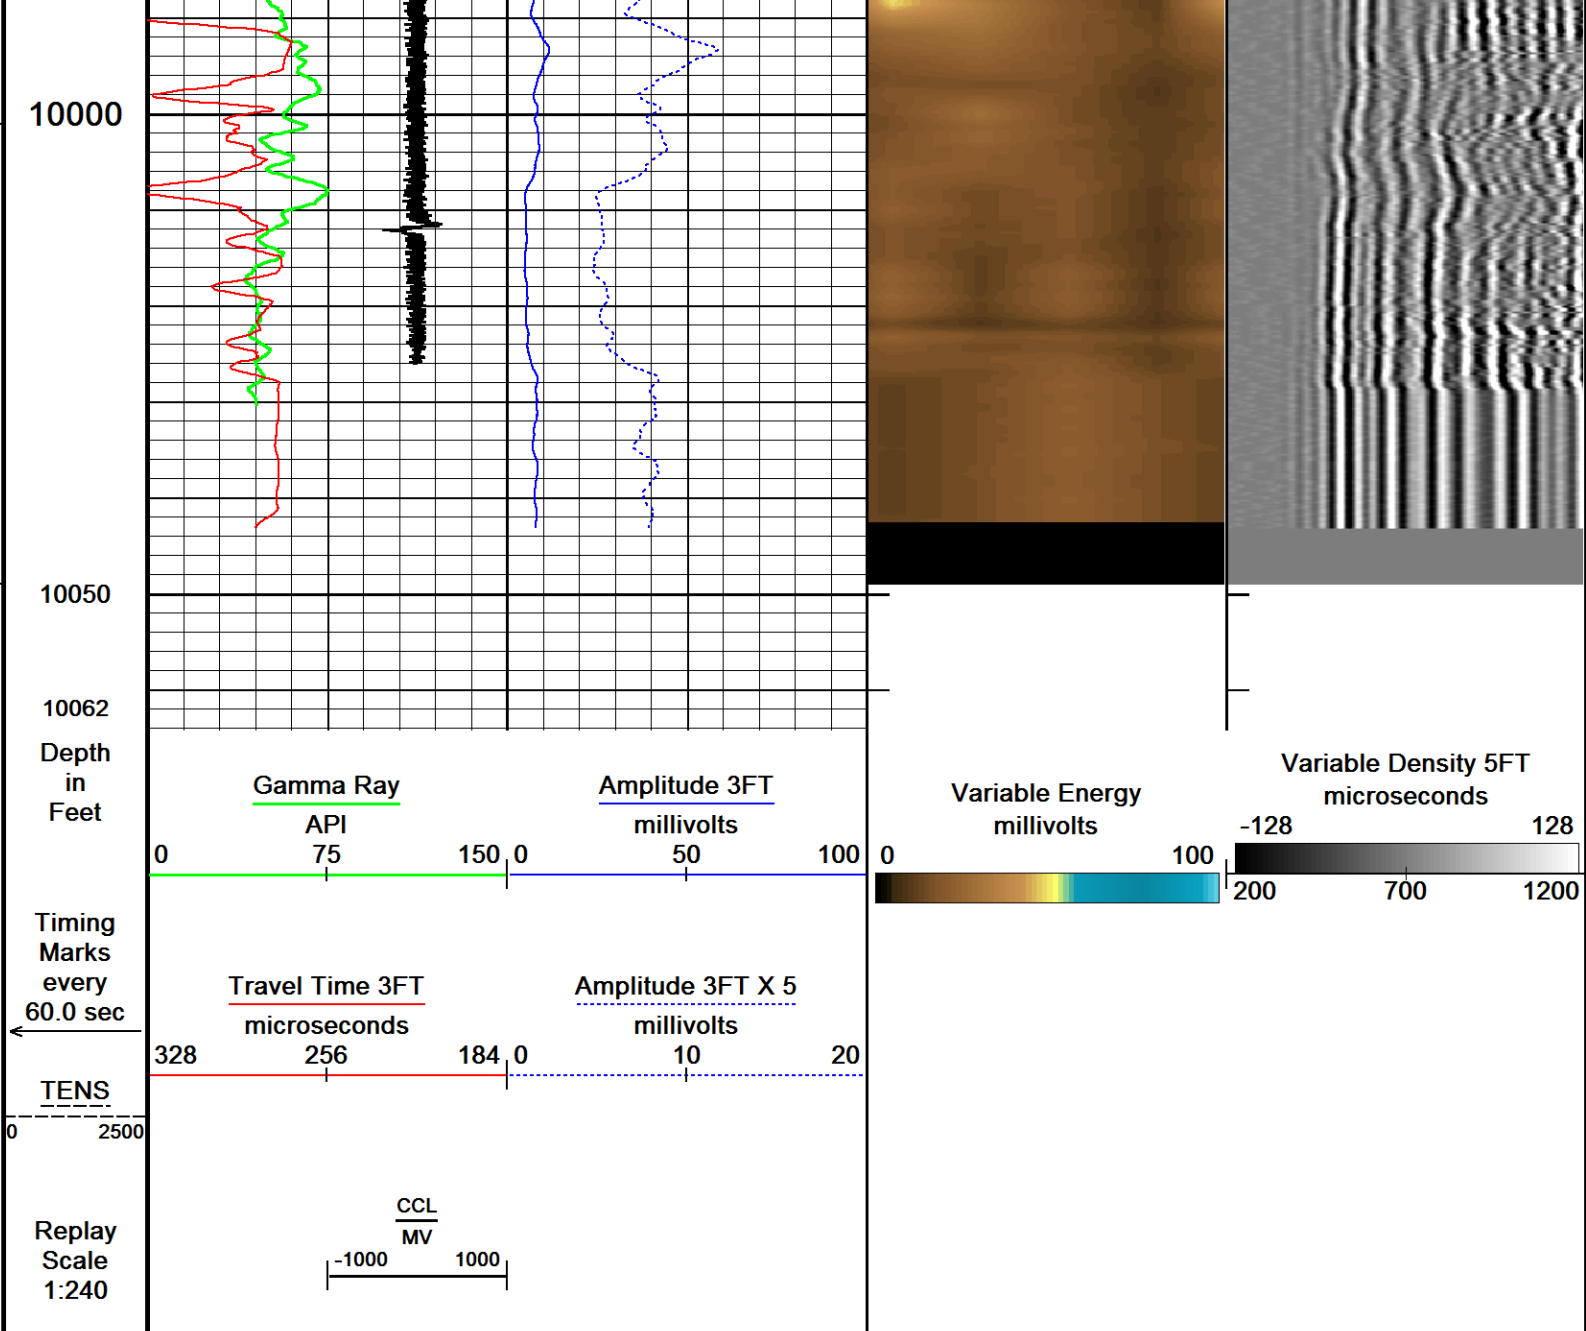 10000
10050
10062
Depth
in
Feet
Timing
Marks
every
60.0 sec
TENS
0 2500
Replay
Scale
1:240
Gamma Ray
API
0 75 150
Travel Time 3FT
microseconds
328 256 184
CCL
MV
-1000 1000
Amplitude 3FT
millivolts
0 50 100
Amplitude 3FT X 5
millivolts
0 10 20
Variable Energy
millivolts
0 100
Variable Density 5FT
microseconds
-128 128
200 700 1200